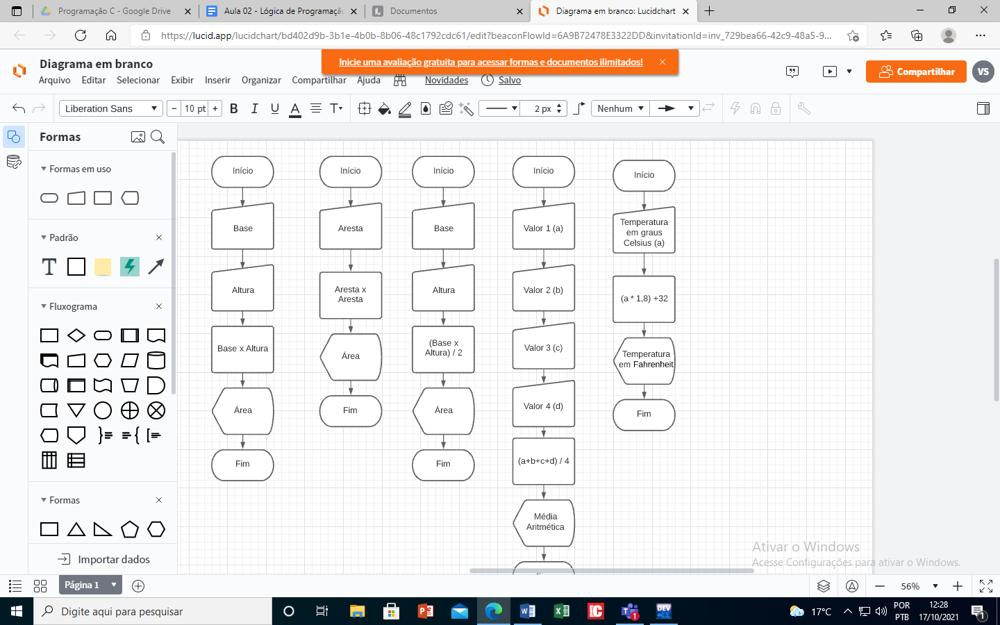 Programação C - Google Drive
Aula 02 - Lógica de Programação
Documentos
Diagrama em branco: Lucidchart
https://lucid.app/lucidchart/bd402d9b-3b1e-4b0b-8b06-48c1792cdc61/edit?beaconFlowId=6A9B72478E3322DD&invitationId=inv_729bea66-42c9-48a5-9...
Inicie uma avaliação gratuita para acessar formas e documentos ilimitados!
Diagrama em branco
Arquivo Editar Selecionar Exibir Inserir Organizar Compartilhar Ajuda Novidades Salvo
Compartilhar
VS
Liberation Sans
10 pt
B I U A T
2 px
Nenhum
Formas
Formas em uso
Padrão
T
Fluxograma
Formas
Importar dados
Início
Base
Altura
Base x Altura
Área
Fim
Início
Aresta
Aresta x
Aresta
Área
Fim
Início
Base
Altura
(Base x
Altura) / 2
Área
Fim
Início
Valor 1 (a)
Valor 2 (b)
Valor 3 (c)
Valor 4 (d)
(a+b+c+d) / 4
Média
Aritmética
Início
Temperatura
em graus
Celsius (a)
(a * 1,8) +32
Temperatura
em Fahrenheit
Fim
Ativar o Windows
Acesse Configurações para ativar o Windows.
Página 1
56%
Digite aqui para pesquisar
17°C
POR
PTB
12:28
17/10/2021
1